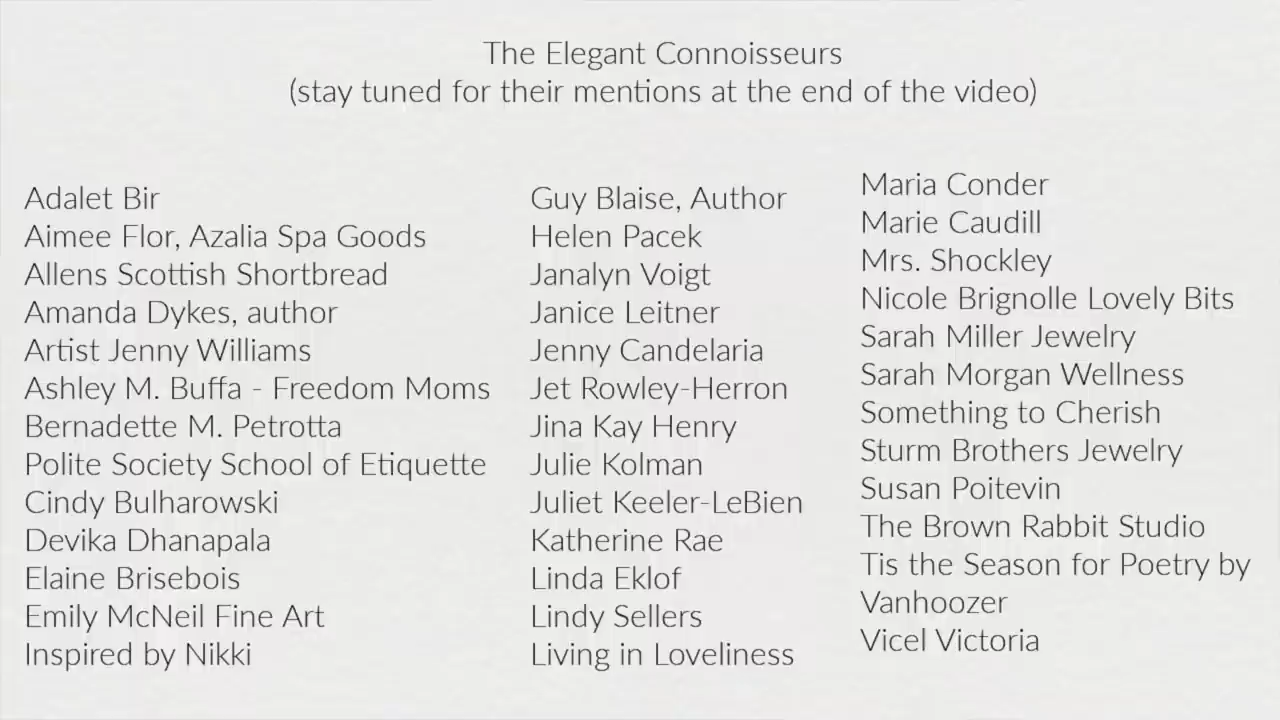 The Elegant Connoisseurs
(stay tuned for their mentions at the end of the video)
Adalet Bir
Aimee Flor, Azalia Spa Goods
Allens Scottish Shortbread
Amanda Dykes, author
Artist Jenny Williams
Ashley M. Buffa - Freedom Moms
Bernadette M. Petrotta
Polite Society School of Etiquette
Cindy Bulharowski
Devika Dhanapala
Elaine Brisebois
Emily McNeil Fine Art
Inspired by Nikki
Guy Blaise, Author
Helen Pacek
Janalyn Voigt
Janice Leitner
Jenny Candelaria
Jet Rowley-Herron
Jina Kay Henry
Julie Kolman
Juliet Keeler-LeBien
Katherine Rae
Linda Eklof
Lindy Sellers
Living in Loveliness
Maria Conder
Marie Caudill
Mrs. Shockley
Nicole Brignolle Lovely Bits
Sarah Miller Jewelry
Sarah Morgan Wellness
Something to Cherish
Sturm Brothers Jewelry
Susan Poitevin
The Brown Rabbit Studio
Tis the Season for Poetry by
Vanhoozer
Vicel Victoria